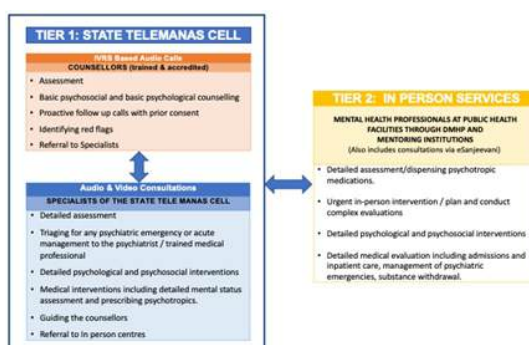 TIER 1: STATE TELEMANAS CELL
IVRS Based Audio Calls
COUNSELLORS (trained & accredited)
• Assessment
• Basic psychosocial and basic psychological counselling
• Proactive follow up calls with prior consent
• Identifying red flags
• Referral to Specialists
Audio & Video Consultations
SPECIALISTS OF THE STATE TELE MANAS CELL
• Detailed assessment
• Triaging for any psychiatric emergency or acute
management to the psychiatrist / trained medical
professional
• Detailed psychological and psychosocial interventions
• Medical interventions including detailed mental status
assessment and prescribing psychotropics.
• Guiding the counsellors
• Referral to In person centres
TIER 2: IN PERSON SERVICES
MENTAL HEALTH PROFESSIONALS AT PUBLIC HEALTH
FACILITIES THROUGH DMHP AND
MENTORING INSTITUTIONS
(Also includes consultations via eSanjeevani)
• Detailed assessment/dispensing psychotropic
medications.
• Urgent in-person intervention / plan and conduct
complex evaluations
• Detailed psychological and psychosocial interventions
• Detailed medical evaluation including admissions and
inpatient care, management of psychiatric
emergencies, substance withdrawal.